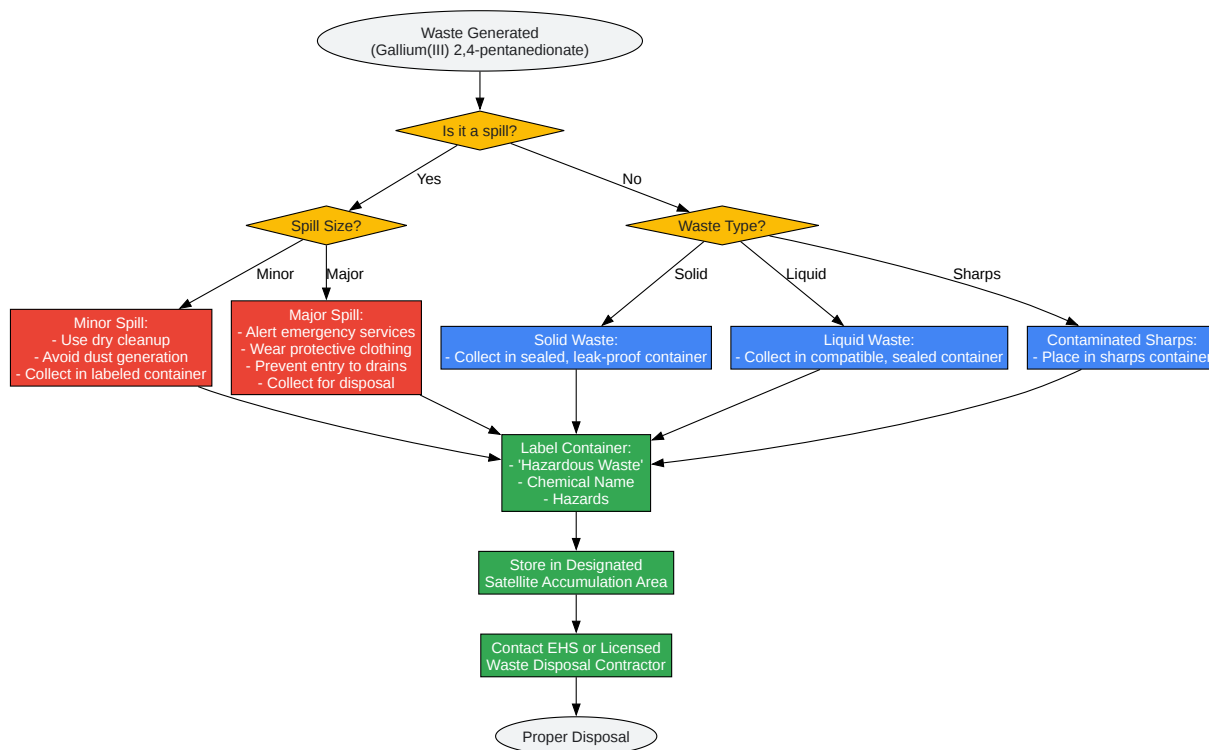 Waste Generated
(Gallium(III) 2,4-pentanedionate)
Is it a spill?
Yes
No
Spill Size?
Waste Type?
Minor
Major
Solid
Liquid
Sharps
Minor Spill:
- Use dry cleanup
- Avoid dust generation
- Collect in labeled container
Major Spill:
- Alert emergency services
- Wear protective clothing
- Prevent entry to drains
- Collect for disposal
Solid Waste:
- Collect in sealed, leak-proof container
Liquid Waste:
- Collect in compatible, sealed container
Contaminated Sharps:
- Place in sharps container
Label Container:
- 'Hazardous Waste'
- Chemical Name
- Hazards
Store in Designated
Satellite Accumulation Area
Contact EHS or Licensed
Waste Disposal Contractor
Proper Disposal